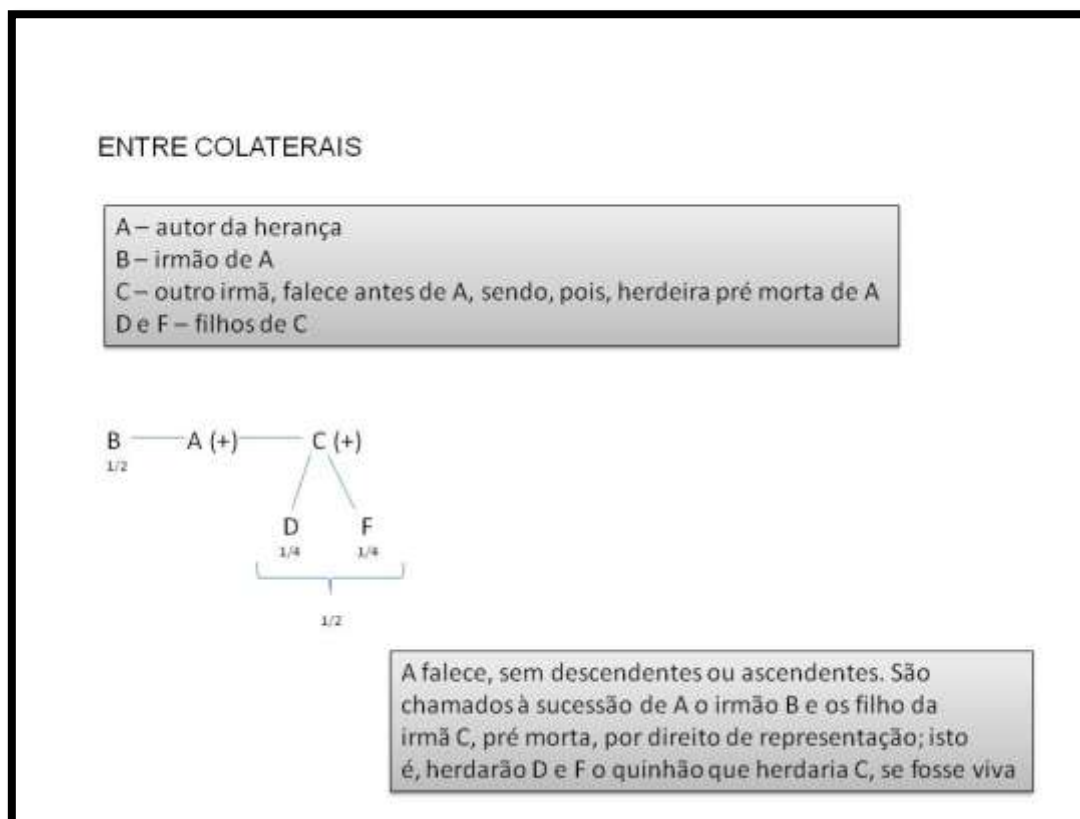 ENTRE COLATERAIS
A – autor da herança
B – irmão de A
C – outro irmã, falece antes de A, sendo, pois, herdeira pré morta de A
D e F – filhos de C
B A (+) C (+)
1/2
D F
1/4 1/4
1/2
A falece, sem descendentes ou ascendentes. São
chamados à sucessão de A o irmão B e os filho da
irmã C, pré morta, por direito de representação; isto
é, herdarão D e F o quinhão que herdaria C, se fosse viva